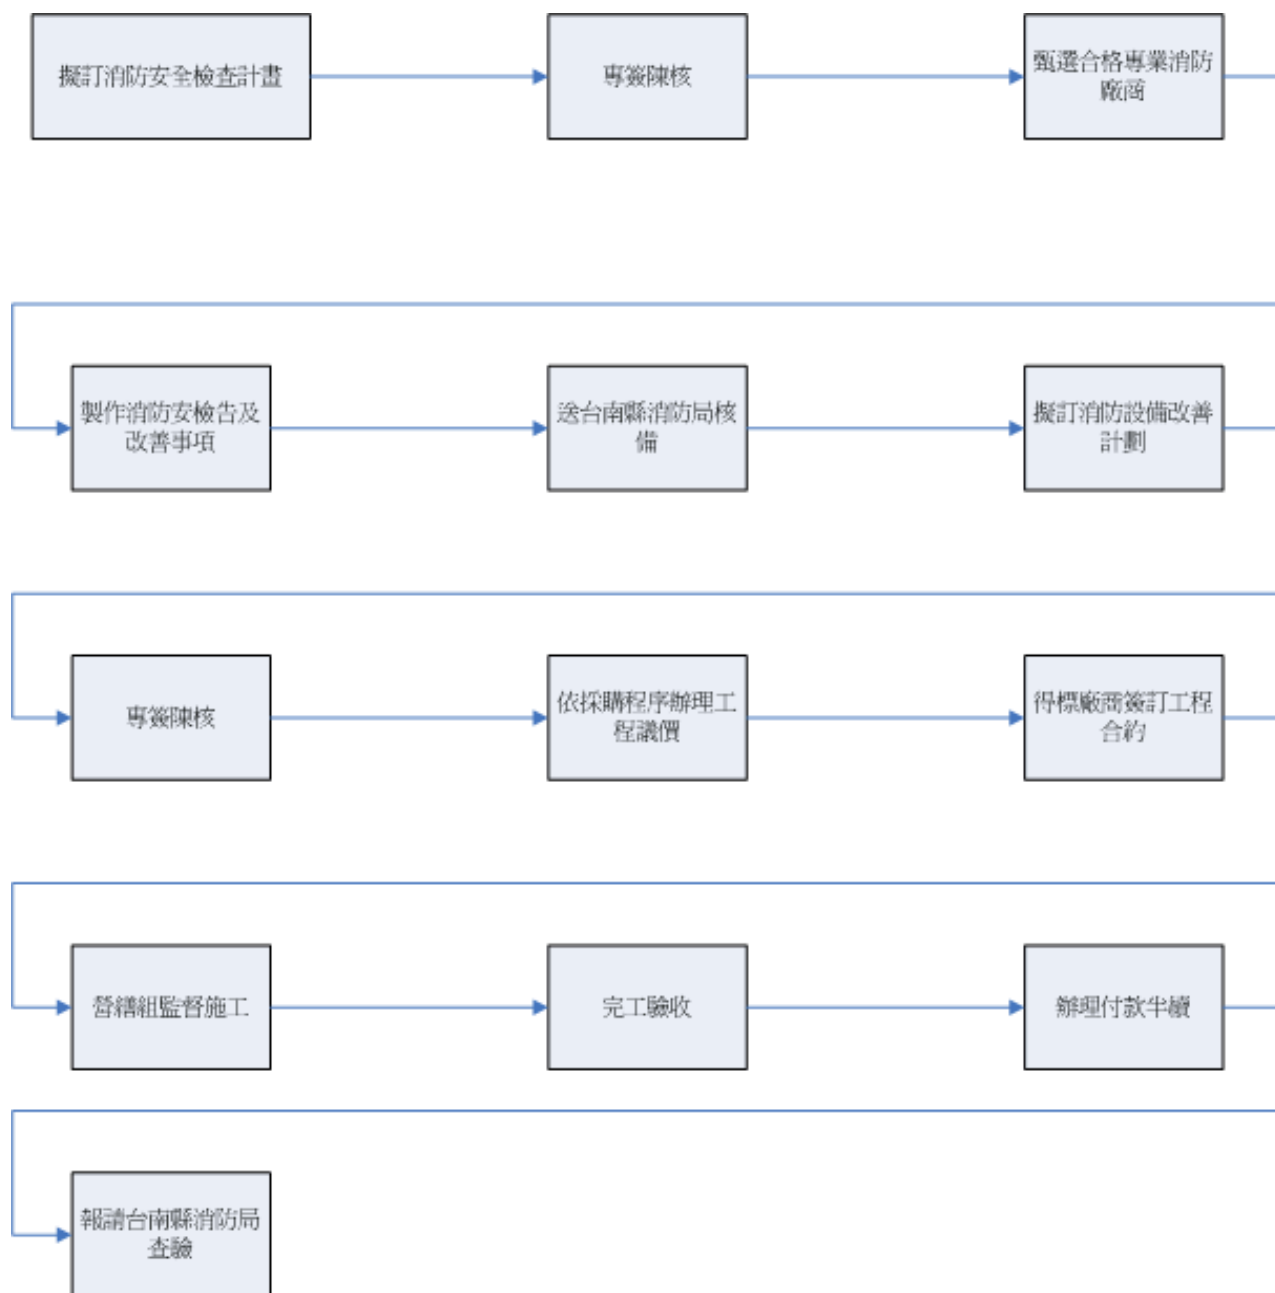 擬訂消防安全檢查計畫
專簽陳核
甄選合格專業消防
廠商
製作消防安檢告及
改善事項
送台南縣消防局核
備
擬訂消防設備改善
計劃
專簽陳核
依採購程序辦理工
程議價
得標廠商簽訂工程
合約
營繕組監督施工
完工驗收
辦理付款半續
報請台南縣消防局
查驗